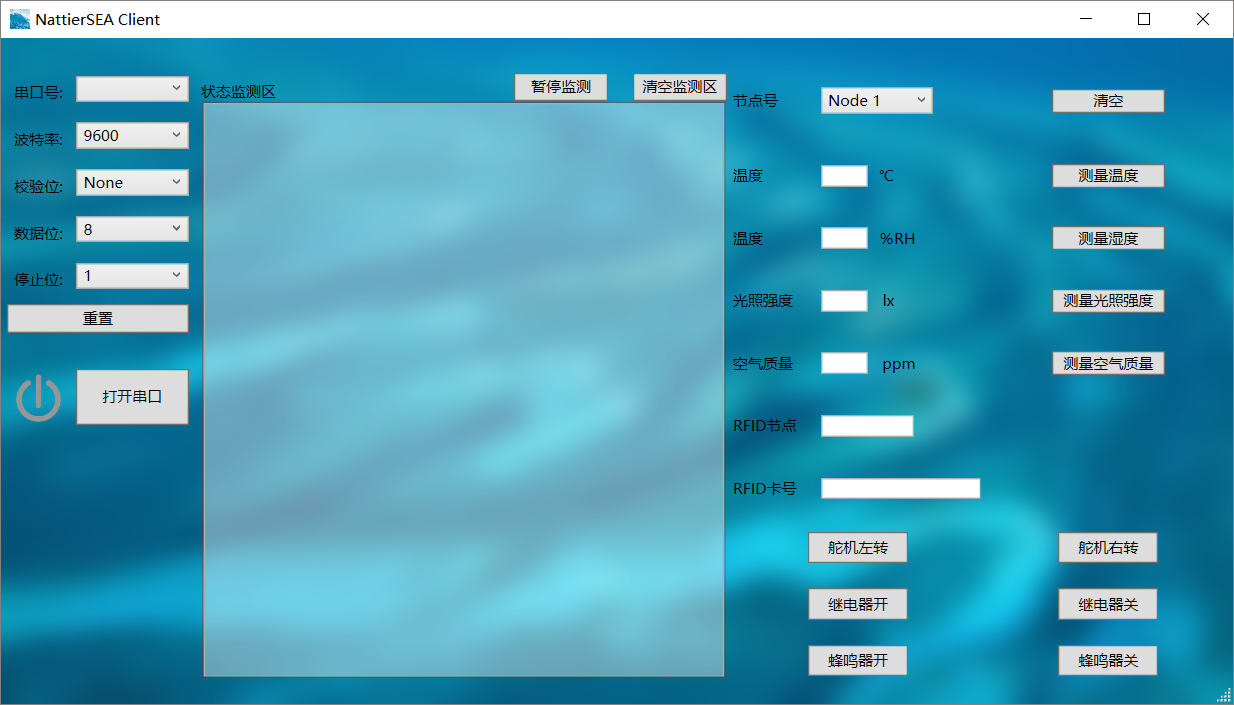 NattierSEA Client
串口号:
波特率: 9600
校验位: None
数据位: 8
停止位: 1
重置
打开串口
状态监测区 暂停监测 清空监测区
节点号 Node 1 清空
温度 ℃ 测量温度
温度 %RH 测量湿度
光照强度 lx 测量光照强度
空气质量 ppm 测量空气质量
RFID节点
RFID卡号
舵机左转 舵机右转
继电器开 继电器关
蜂鸣器开 蜂鸣器关